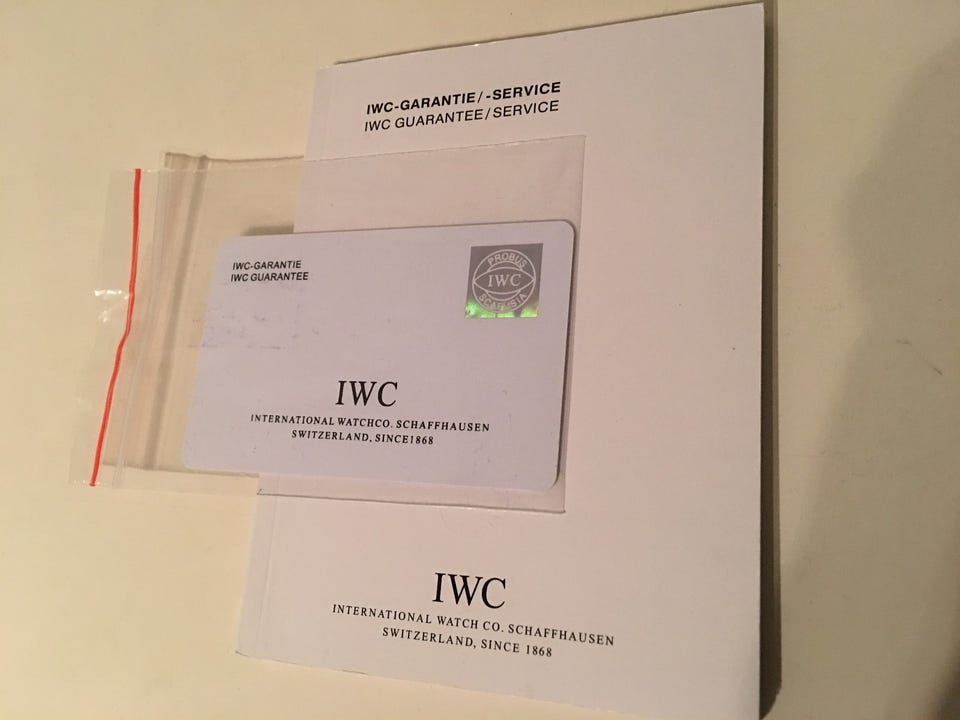 IWC-GARANTIE/-SERVICE
IWC GUARANTEE/SERVICE
IWC-GARANTIE
IWC GUARANTEE
PROBUS
IWC
SCAFUSIA
IWC
INTERNATIONAL WATCHCO. SCHAFFHAUSEN
SWITZERLAND, SINCE1868
IWC
INTERNATIONAL WATCH CO. SCHAFFHAUSEN
SWITZERLAND, SINCE 1868